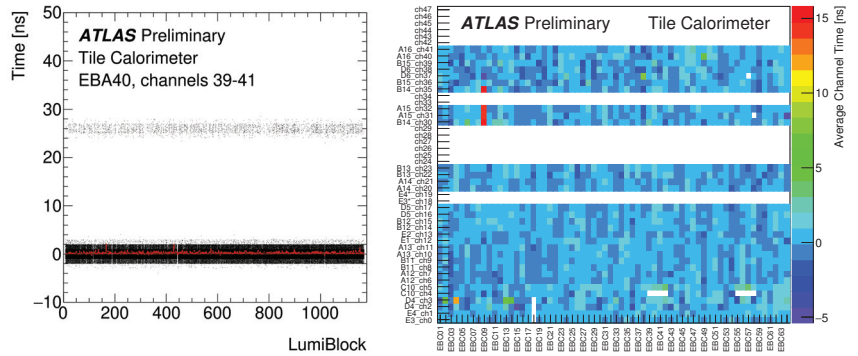 Time [ns]
50
40
30
20
10
0
−10
ATLAS Preliminary
Tile Calorimeter
EBA40, channels 39-41
0 200 400 600 800 1000
LumiBlock
ATLAS Preliminary Tile Calorimeter
ch47
ch46
ch45
ch44
ch43
ch42
A16_ch41
A16_ch40
B15_ch39
D6_ch38
D6_ch37
B15_ch36
B14_ch35
ch34
ch33
A15_ch32
A15_ch31
B14_ch30
ch29
ch28
ch27
ch26
ch25
ch24
B13_ch23
B13_ch22
A14_ch21
A14_ch20
E4*_ch19
E3*_ch18
D5_ch17
D5_ch16
B12_ch15
B12_ch14
E2_ch13
E1_ch12
A13_ch11
A13_ch10
B11_ch9
B11_ch8
A12_ch7
A12_ch6
C10_ch5
C10_ch4
D4_ch3
D4_ch2
E4_ch1
E3_ch0
EBC01
EBC03
EBC05
EBC07
EBC09
EBC11
EBC13
EBC15
EBC17
EBC19
EBC21
EBC23
EBC25
EBC27
EBC29
EBC31
EBC33
EBC35
EBC37
EBC39
EBC41
EBC43
EBC45
EBC47
EBC49
EBC51
EBC53
EBC55
EBC57
EBC59
EBC61
EBC63
15
10
5
0
−5
Average Channel Time [ns]